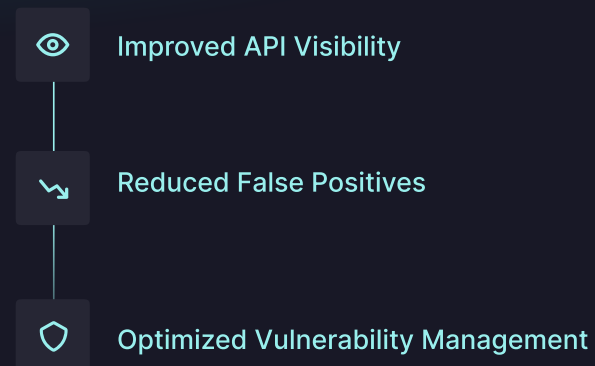 Improved API Visibility
Reduced False Positives
Optimized Vulnerability Management